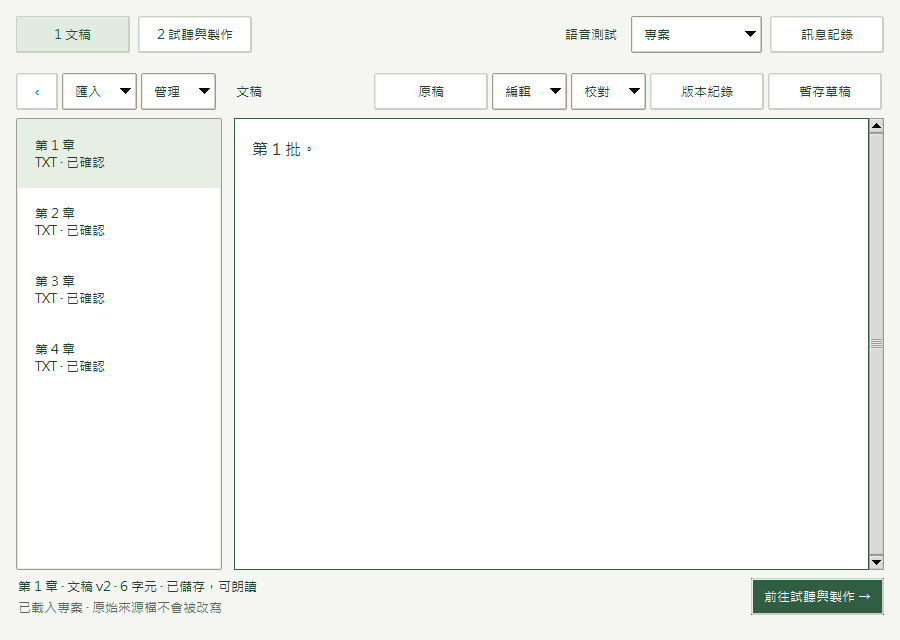 1 文稿
2 試聽與製作
語音測試
專案
訊息記錄
‹
匯入
管理
文稿
原稿
編輯
校對
版本紀錄
暫存草稿
第 1 章
TXT · 已確認
第 2 章
TXT · 已確認
第 3 章
TXT · 已確認
第 4 章
TXT · 已確認
第 1 批。
第 1 章 · 文稿 v2 · 6 字元 · 已儲存，可朗讀
已載入專案 · 原始來源檔不會被改寫
前往試聽與製作 →